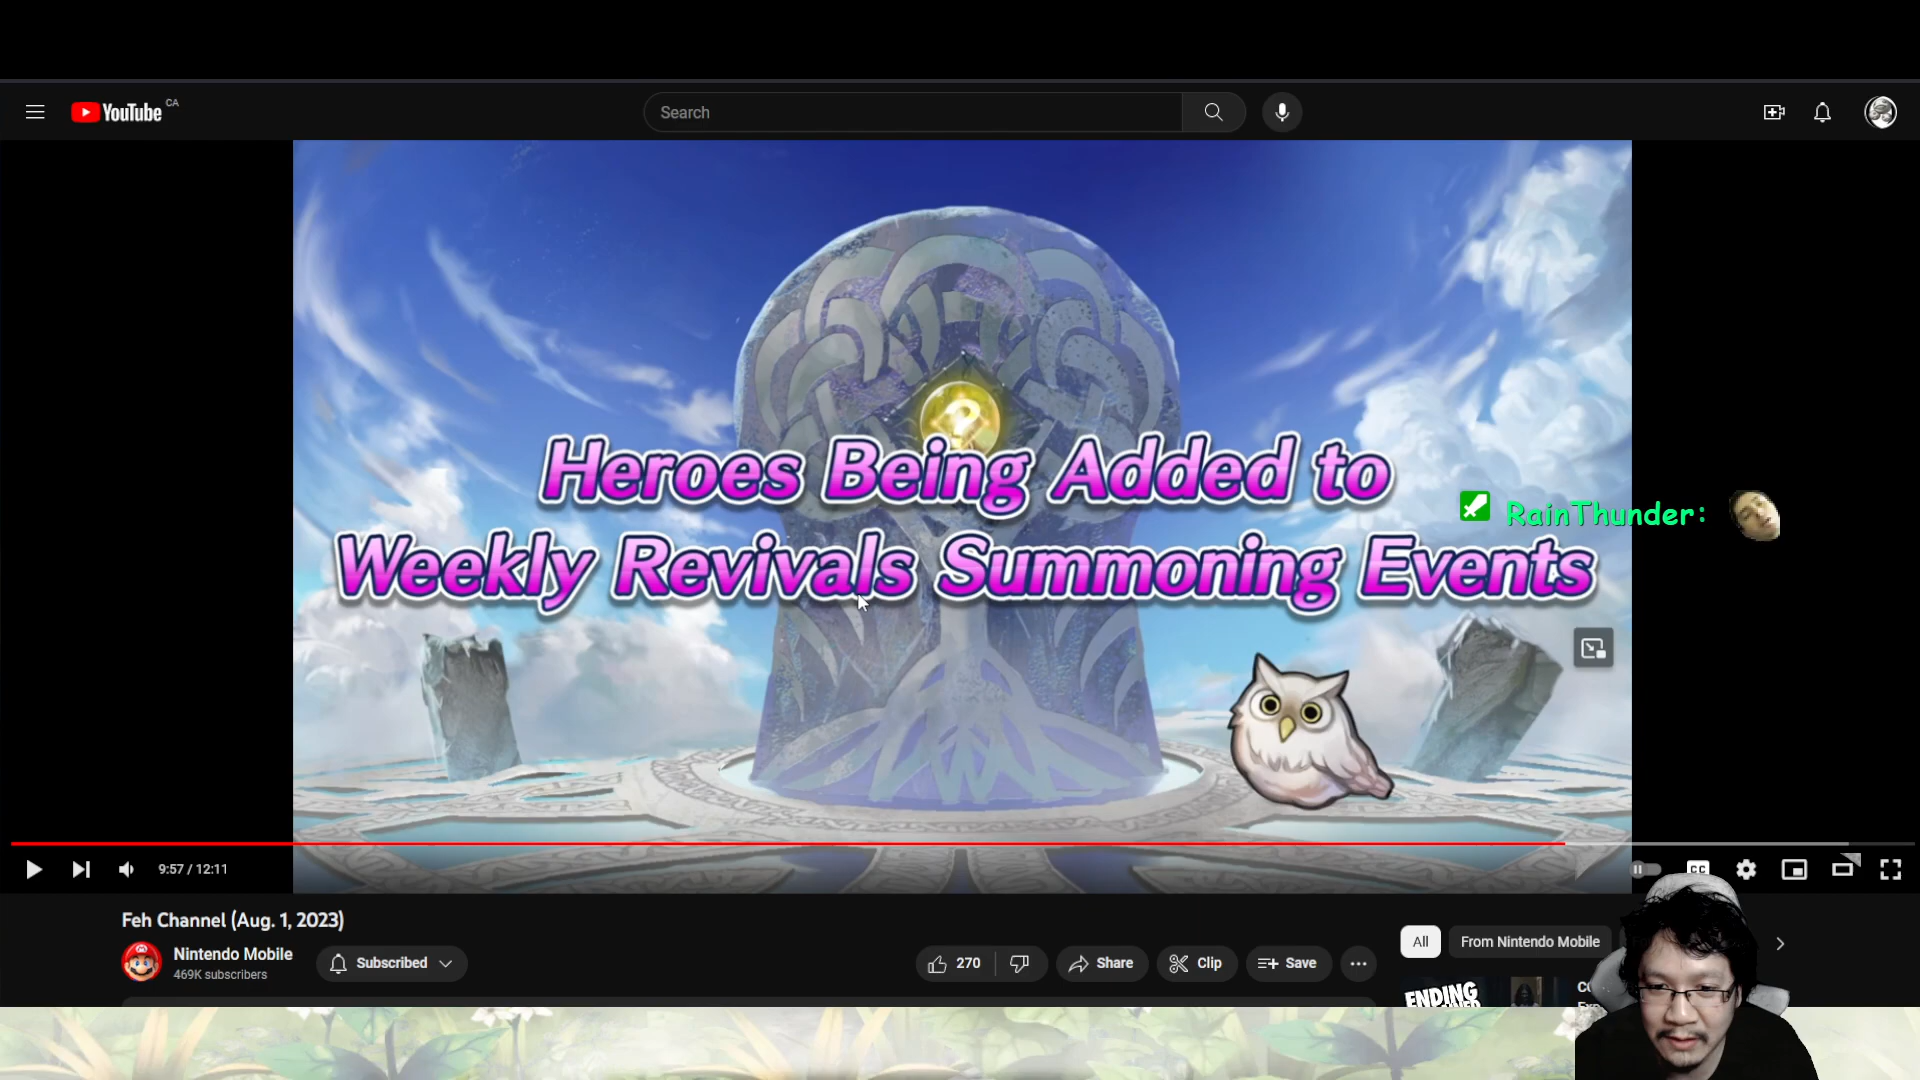 YouTube CA
Search
Heroes Being Added to
Weekly Revivals Summoning Events
RainThunder:
9:57 / 12:11
CC
Feh Channel (Aug. 1, 2023)
Nintendo Mobile
469K subscribers
Subscribed
270
Share
Clip
Save
All
From Nintendo Mobile
ENDING